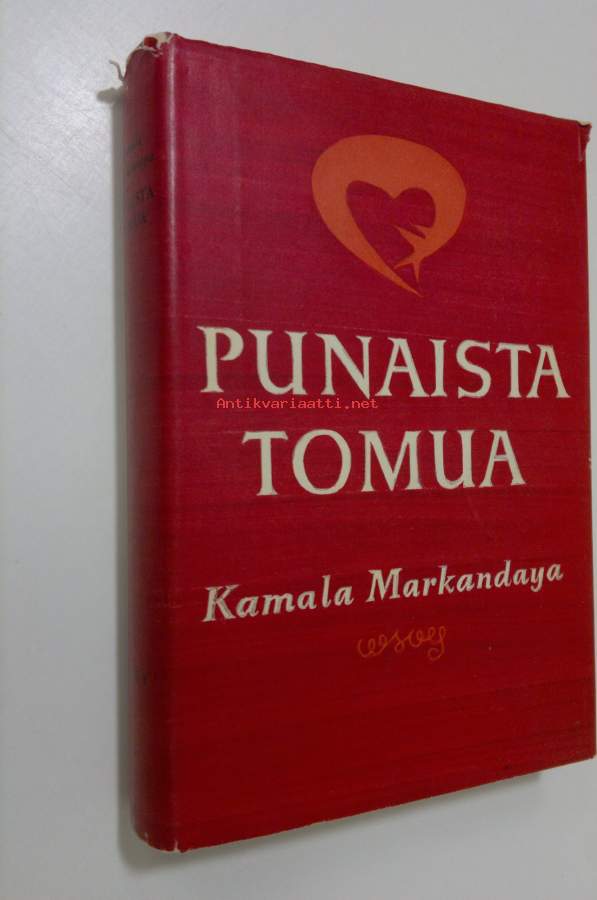 PUNAISTA
Antikvariaatti.net
TOMUA
Kamala Markandaya
wsoy